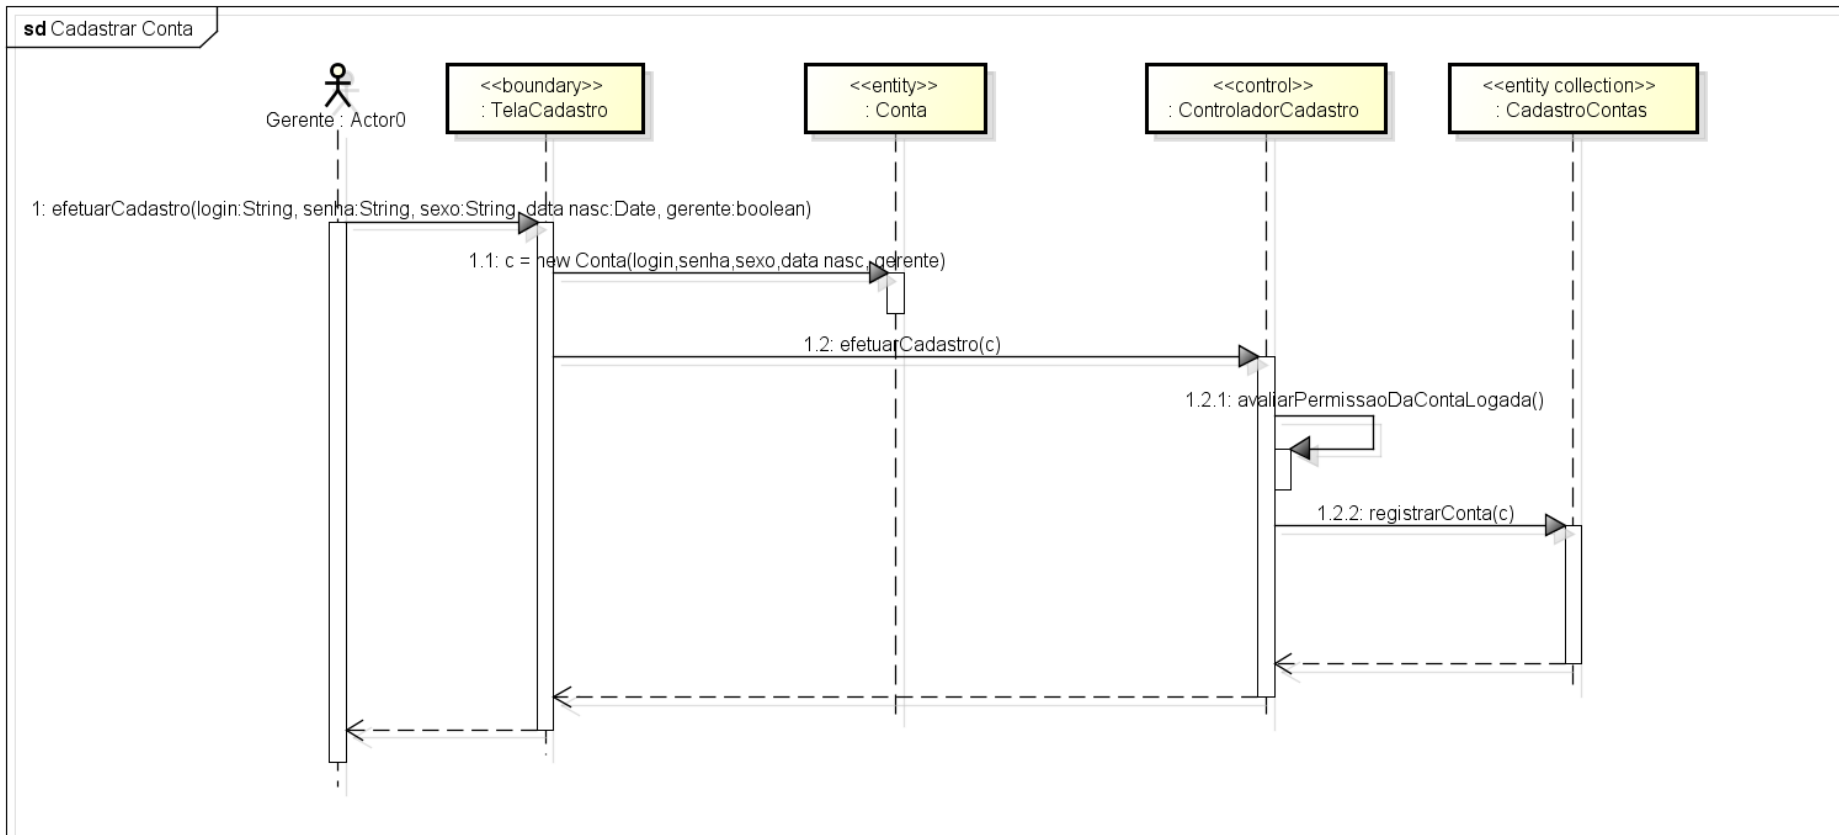 sd Cadastrar Conta
Gerente : Actor0
<<boundary>>
: TelaCadastro
<<entity>>
: Conta
<<control>>
: ControladorCadastro
<<entity collection>>
: CadastroContas
1: efetuarCadastro(login:String, senha:String, sexo:String, data nasc:Date, gerente:boolean)
1.1: c = new Conta(login,senha,sexo,data nasc, gerente)
1.2: efetuarCadastro(c)
1.2.1: avaliarPermissaoDaContaLogada()
1.2.2: registrarConta(c)